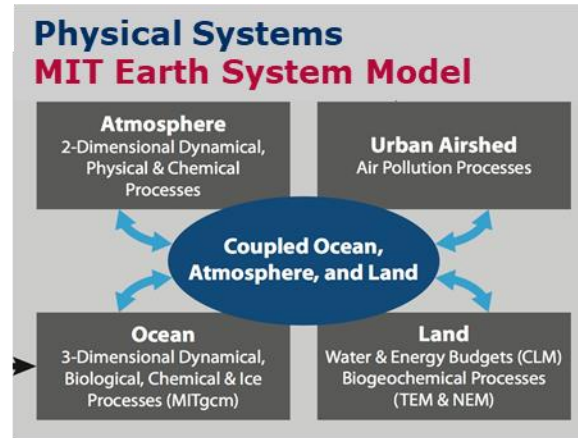 Physical Systems
MIT Earth System Model
Atmosphere
2-Dimensional Dynamical,
Physical & Chemical
Processes
Urban Airshed
Air Pollution Processes
Coupled Ocean,
Atmosphere, and Land
Ocean
3-Dimensional Dynamical,
Biological, Chemical & Ice
Processes (MITgcm)
Land
Water & Energy Budgets (CLM)
Biogeochemical Processes
(TEM & NEM)